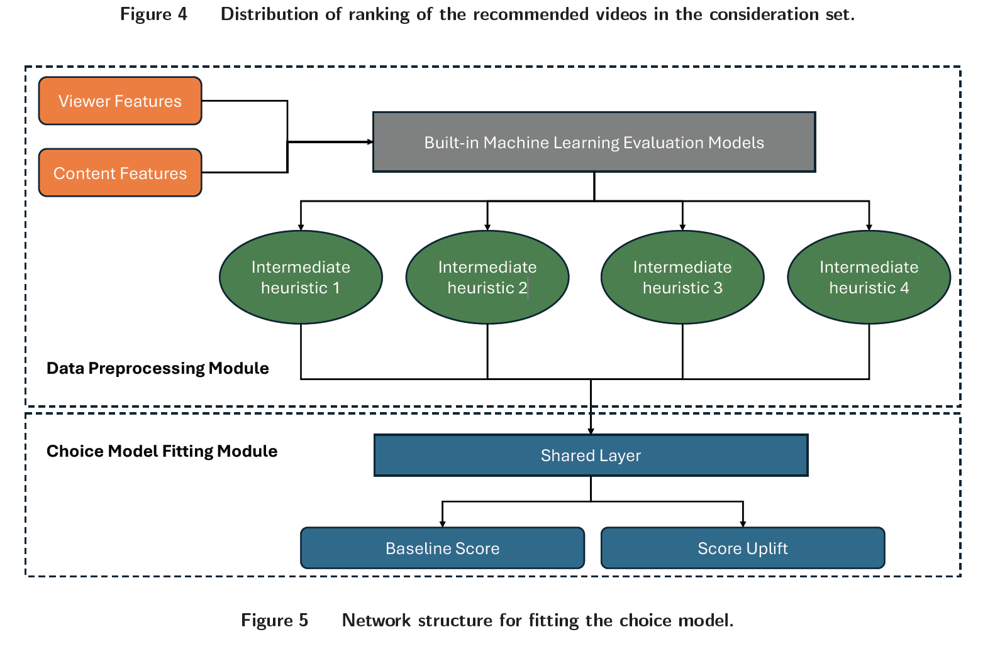 Figure 4 Distribution of ranking of the recommended videos in the consideration set.
Viewer Features
Content Features
Built-in Machine Learning Evaluation Models
Intermediate
heuristic 1
Intermediate
heuristic 2
Intermediate
heuristic 3
Intermediate
heuristic 4
Data Preprocessing Module
Choice Model Fitting Module
Shared Layer
Baseline Score
Score Uplift
Figure 5 Network structure for fitting the choice model.